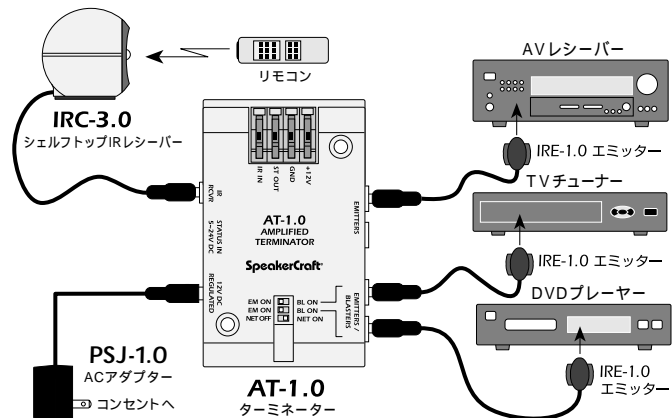 リモコン
IRC-3.0
シェルフトップIRレシーバー
IR IN
ST OUT
GND
+12V
IR
RCVR
STATUS IN
5~24V DC
12V DC
REGULATED
EMITTERS
AT-1.0
AMPLIFIED
TERMINATOR
SpeakerCraft®
EMITTERS /
BLASTERS
EM ON
BL ON
EM ON
BL ON
NET OFF
NET ON
AT-1.0
ターミネーター
PSJ-1.0
ACアダプター
コンセントへ
AVレシーバー
IRE-1.0 エミッター
TVチューナー
IRE-1.0 エミッター
DVDプレーヤー
IRE-1.0
エミッター